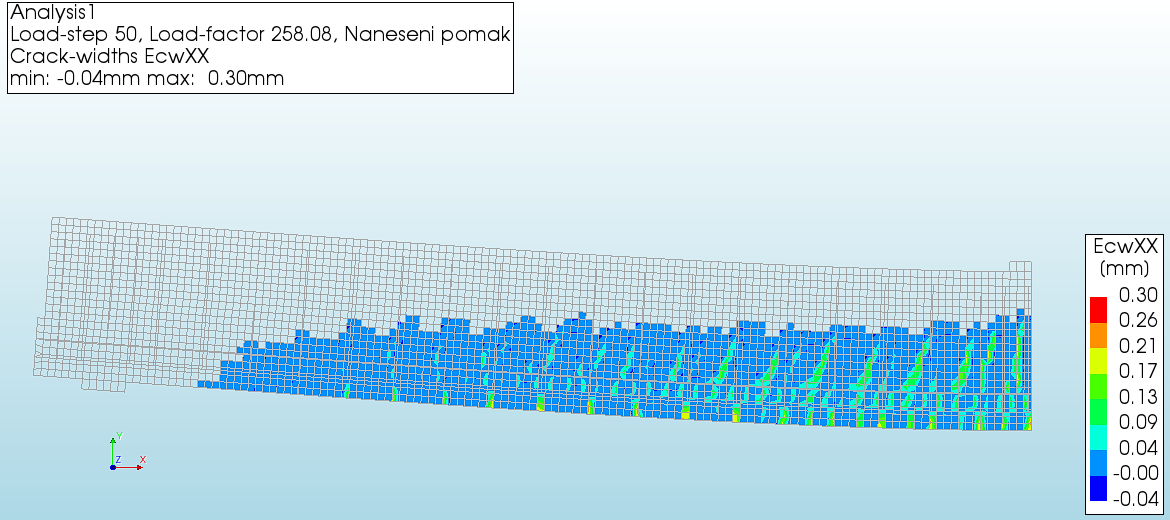 Analysis1
Load-step 50, Load-factor 258.08, Naneseni pomak
Crack-widths EcwXX
min: -0.04mm max: 0.30mm
EcwXX
(mm)
0.30
0.26
0.21
0.17
0.13
0.09
0.04
-0.00
-0.04
Y
Z X